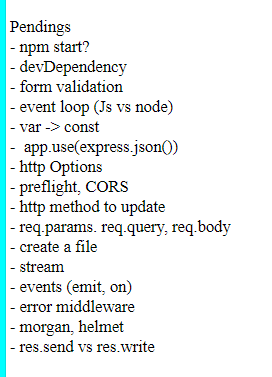 Pendings
- npm start?
- devDependency
- form validation
- event loop (Js vs node)
- var -> const
-  app.use(express.json())
- http Options
- preflight, CORS
- http method to update
- req.params. req.query, req.body
- create a file
- stream
- events (emit, on)
- error middleware
- morgan, helmet
- res.send vs res.write